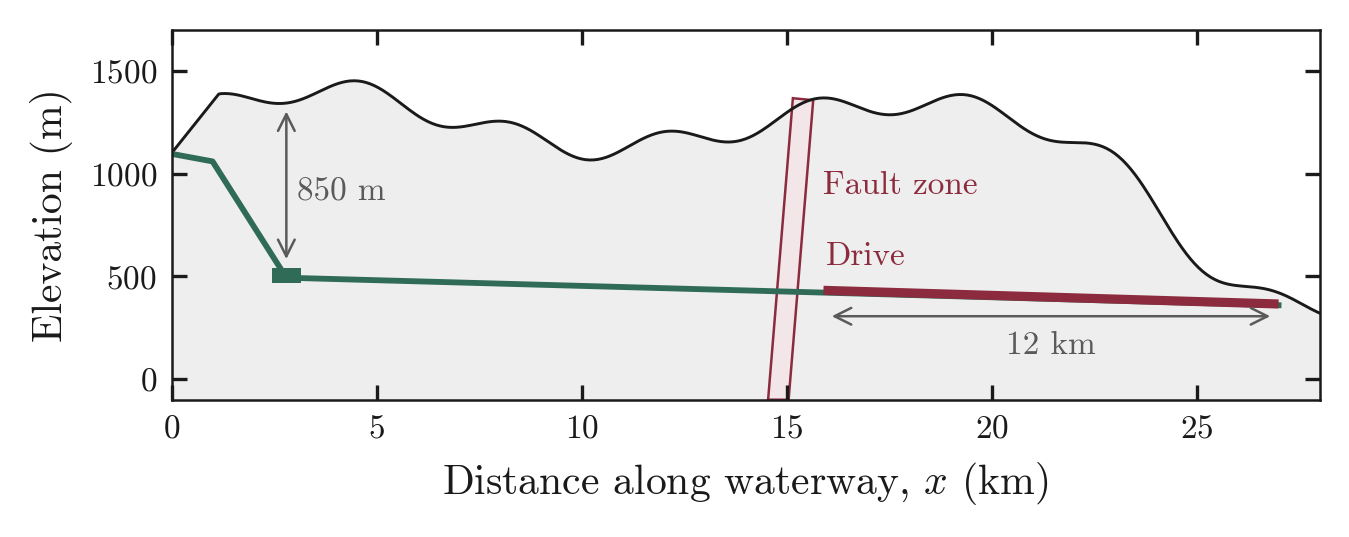 Elevation (m)
1500
1000
500
0
850 m
Fault zone
Drive
12 km
0 5 10 15 20 25
Distance along waterway, x (km)